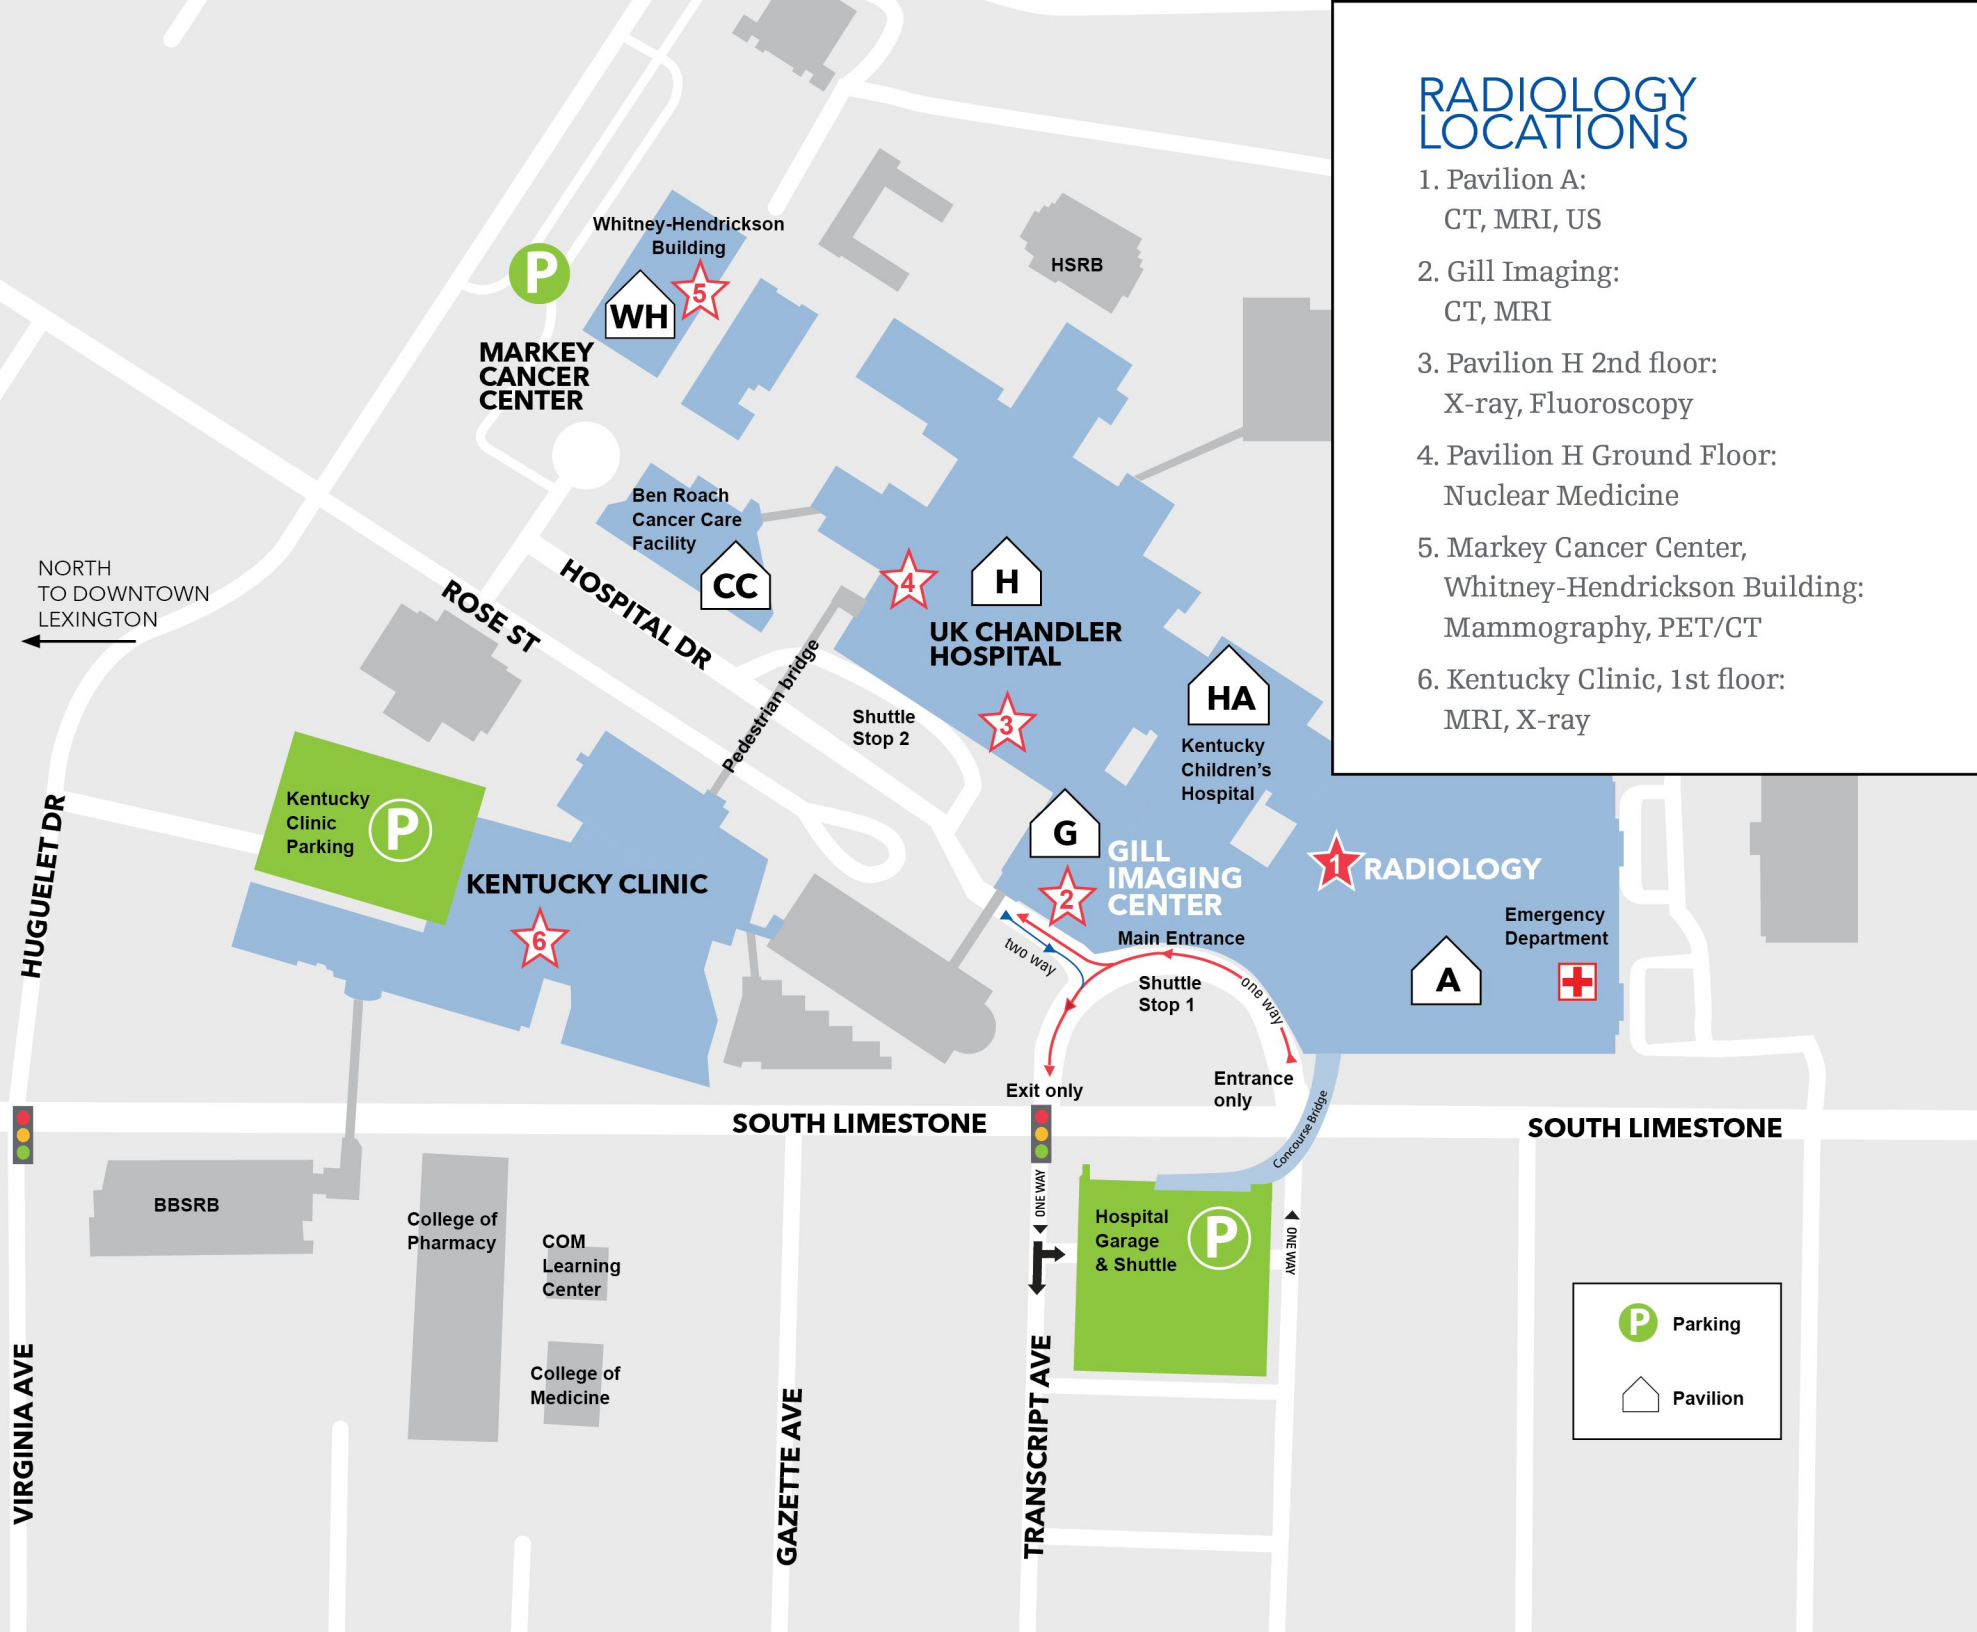 RADIOLOGY
LOCATIONS
1. Pavilion A:
CT, MRI, US
2. Gill Imaging:
CT, MRI
3. Pavilion H 2nd floor:
X-ray, Fluoroscopy
4. Pavilion H Ground Floor:
Nuclear Medicine
5. Markey Cancer Center,
Whitney-Hendrickson Building:
Mammography, PET/CT
6. Kentucky Clinic, 1st floor:
MRI, X-ray
Whitney-Hendrickson
Building
P
WH
5
HSRB
MARKEY
CANCER
CENTER
Ben Roach
Cancer Care
Facility
CC
NORTH
TO DOWNTOWN
LEXINGTON
ROSE ST
HOSPITAL DR
4
H
UK CHANDLER
HOSPITAL
Pedestrian bridge
Shuttle
Stop 2
3
HA
Kentucky
Children's
Hospital
Kentucky
Clinic
Parking
P
HUGUELET DR
KENTUCKY CLINIC
6
G
GILL
IMAGING
CENTER
2
1
RADIOLOGY
Emergency
Department
A
Main Entrance
two way
Shuttle
Stop 1
one way
Exit only
Entrance
only
Concourse Bridge
SOUTH LIMESTONE
SOUTH LIMESTONE
BBSRB
College of
Pharmacy
COM
Learning
Center
College of
Medicine
ONE WAY
Hospital
Garage
& Shuttle
P
ONE WAY
VIRGINIA AVE
GAZETTE AVE
TRANSCRIPT AVE
P
Parking
Pavilion